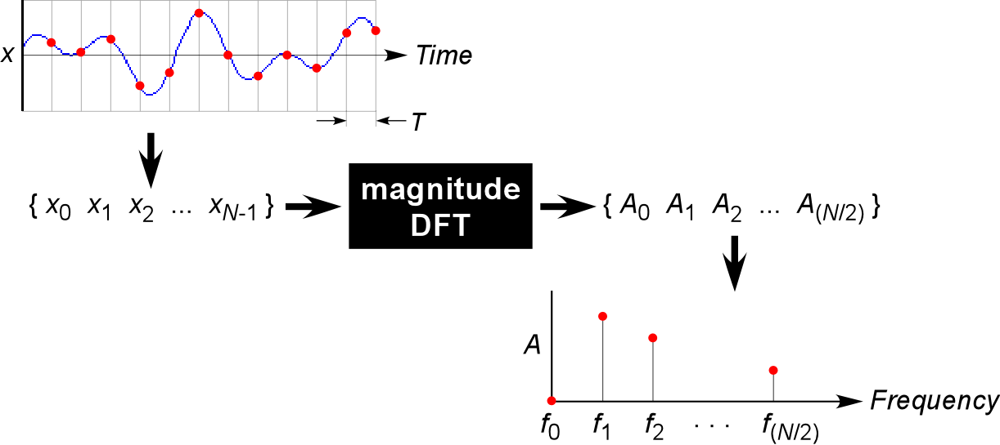 x
Time
T
{ x0 x1 x2 ... xN-1 }
magnitude
DFT
{ A0 A1 A2 ... A(N/2) }
A
Frequency
f0 f1 f2 . . . f(N/2)